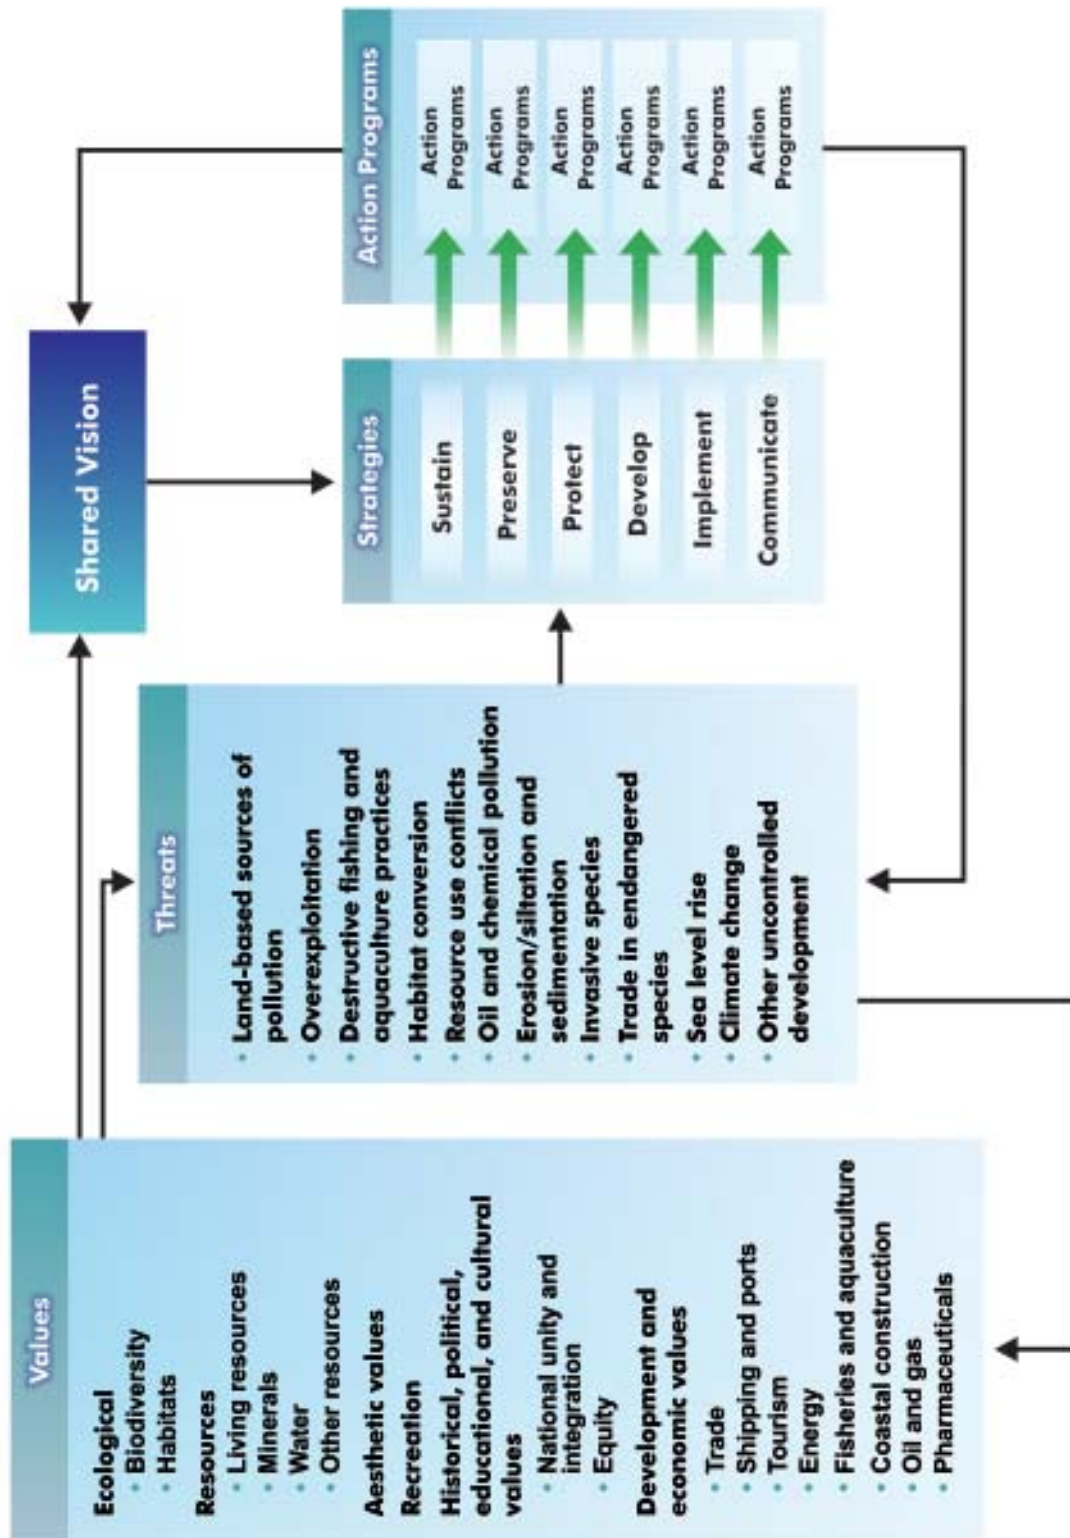 Values
Ecological
• Biodiversity
• Habitats
Resources
• Living resources
• Minerals
• Water
• Other resources
Aesthetic values
Recreation
Historical, political,
educational, and cultural
values
• National unity and
integration
• Equity
Development and
economic values
• Trade
• Shipping and ports
• Tourism
• Energy
• Fisheries and aquaculture
• Coastal construction
• Oil and gas
• Pharmaceuticals
Threats
• Land-based sources of
pollution
• Overexploitation
• Destructive fishing and
aquaculture practices
• Habitat conversion
• Resource use conflicts
• Oil and chemical pollution
• Erosion/siltation and
sedimentation
• Invasive species
• Trade in endangered
species
• Sea level rise
• Climate change
• Other uncontrolled
development
Shared Vision
Strategies
Sustain
Preserve
Protect
Develop
Implement
Communicate
Action Programs
Action
Programs
Action
Programs
Action
Programs
Action
Programs
Action
Programs
Action
Programs